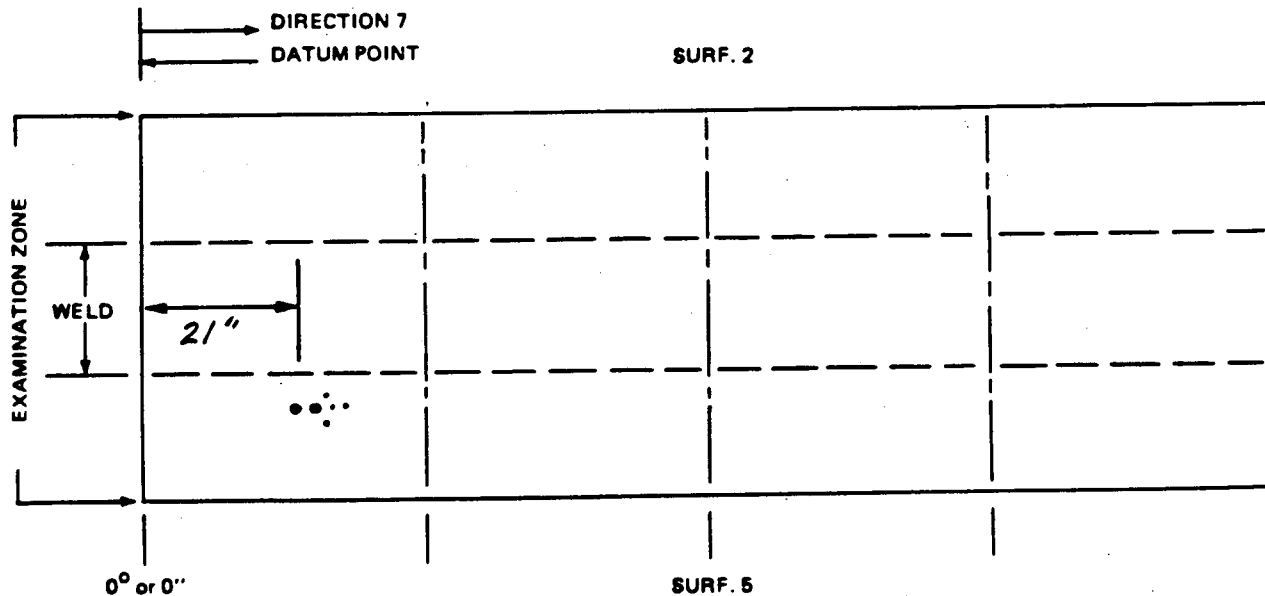 DIRECTION 7
DATUM POINT
SURF. 2
EXAMINATION ZONE
WELD
21"
0° or 0"
SURF. 5